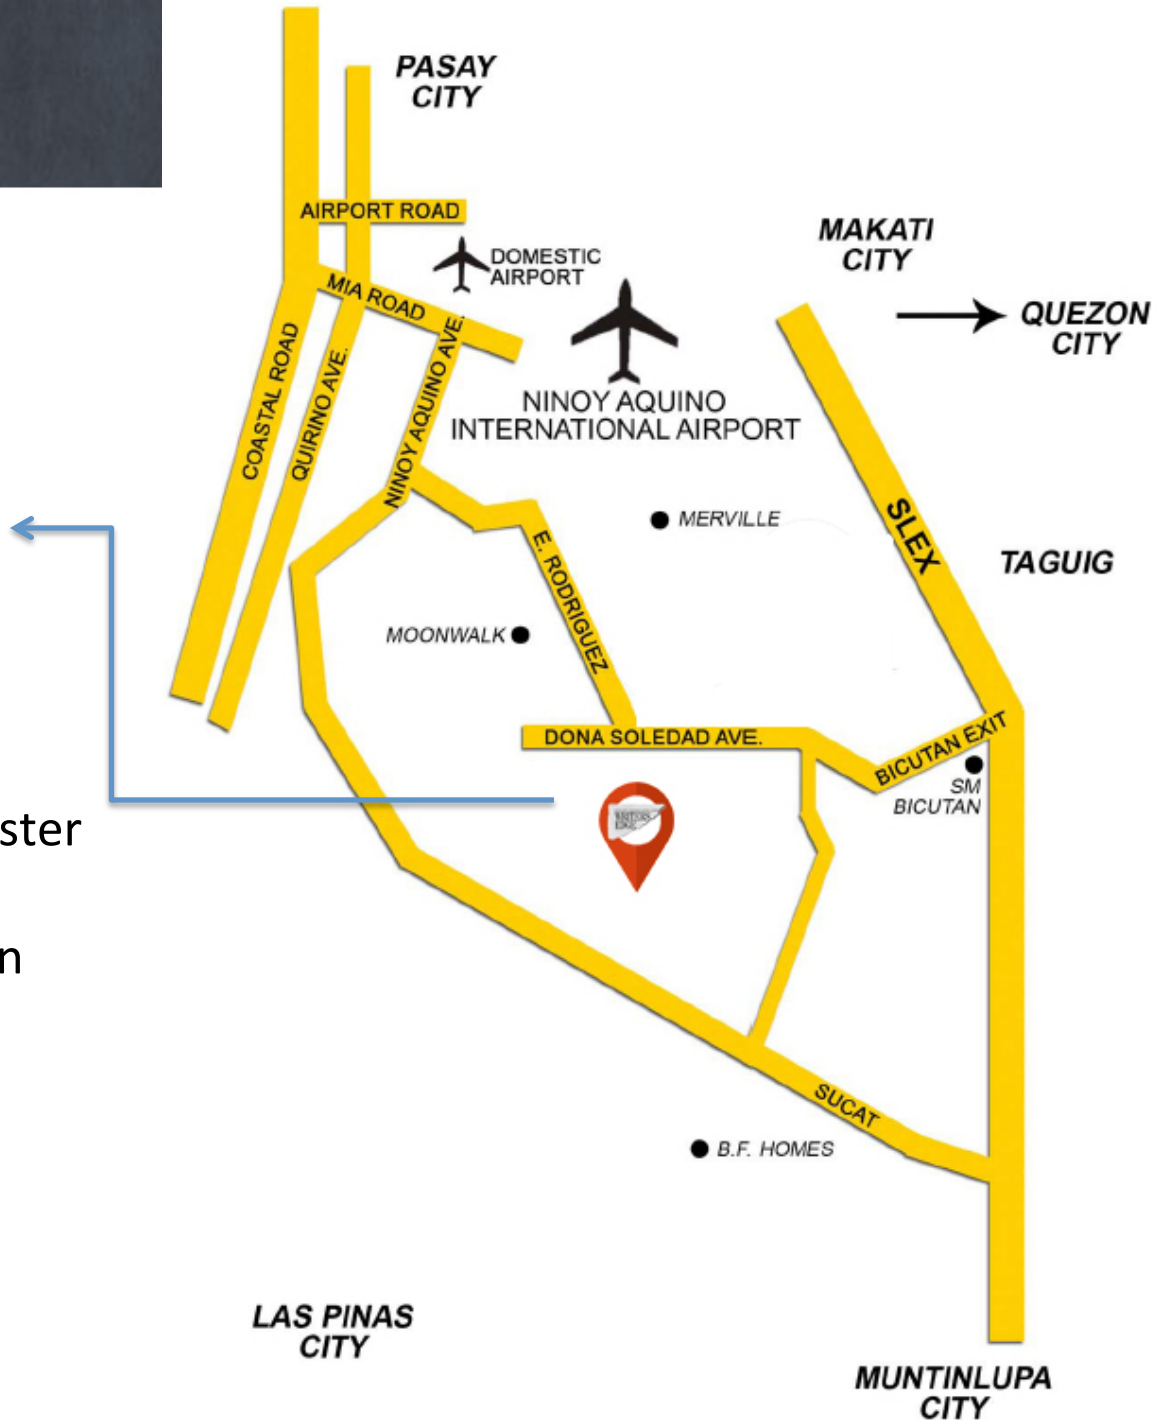 PASAY
CITY
AIRPORT ROAD
DOMESTIC
AIRPORT
MAKATI
CITY
MIA ROAD
QUEZON
CITY
NINOY AQUINO
INTERNATIONAL AIRPORT
COASTAL ROAD
QUIRINO AVE.
NINOY AQUINO AVE.
MERVILLE
SLEX
TAGUIG
E. RODRIGUEZ
MOONWALK
DONA SOLEDAD AVE.
BICUTAN EXIT
SM
BICUTAN
ster
n
SUCAT
B.F. HOMES
LAS PINAS
CITY
MUNTINLUPA
CITY